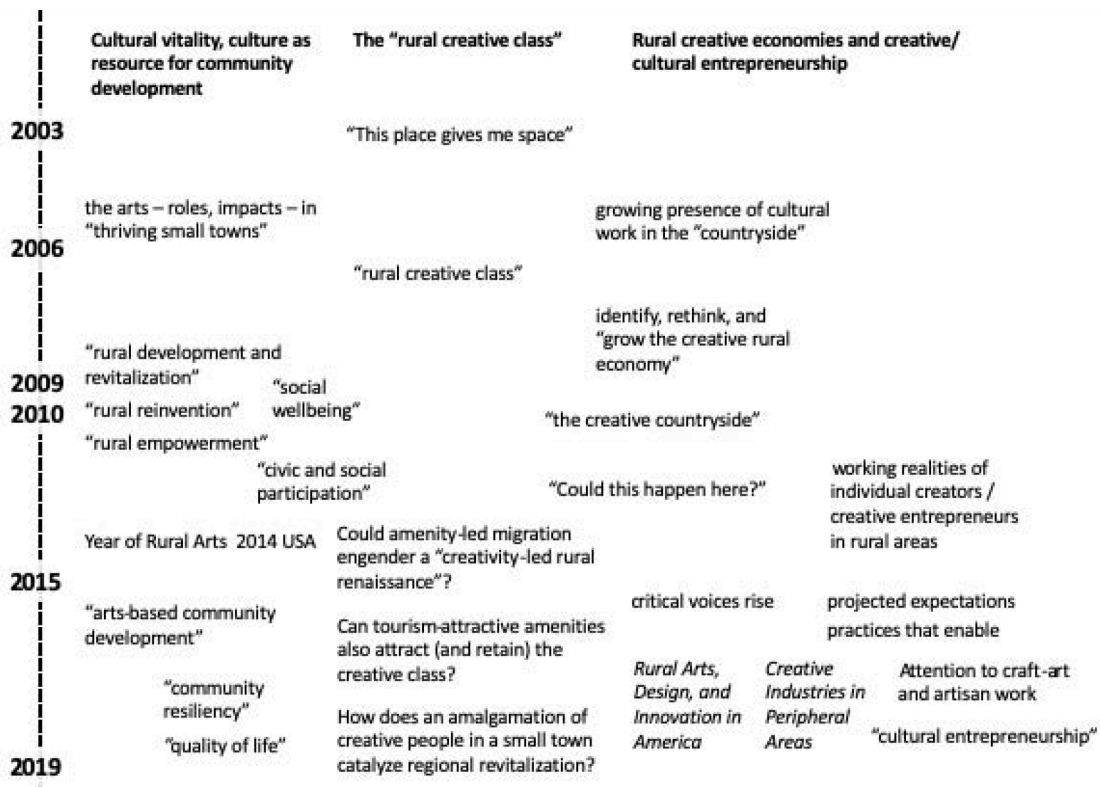 Cultural vitality, culture as
resource for community
development
The “rural creative class”
Rural creative economies and creative/
cultural entrepreneurship
2003
“This place gives me space”
the arts – roles, impacts – in
“thriving small towns”
growing presence of cultural
work in the “countryside”
2006
“rural creative class”
identify, rethink, and
“grow the creative rural
economy”
“rural development and
revitalization”
2009
“social
wellbeing”
2010
“rural reinvention”
“the creative countryside”
“rural empowerment”
“civic and social
participation”
“Could this happen here?”
working realities of
individual creators /
creative entrepreneurs
in rural areas
Year of Rural Arts 2014 USA
Could amenity-led migration
engender a “creativity-led rural
renaissance”?
2015
“arts-based community
development”
critical voices rise
projected expectations
practices that enable
Can tourism-attractive amenities
also attract (and retain) the
creative class?
“community
resiliency”
Rural Arts,
Design, and
Innovation in
America
Creative
Industries in
Peripheral
Areas
Attention to craft-art
and artisan work
“quality of life”
How does an amalgamation of
creative people in a small town
catalyze regional revitalization?
“cultural entrepreneurship”
2019